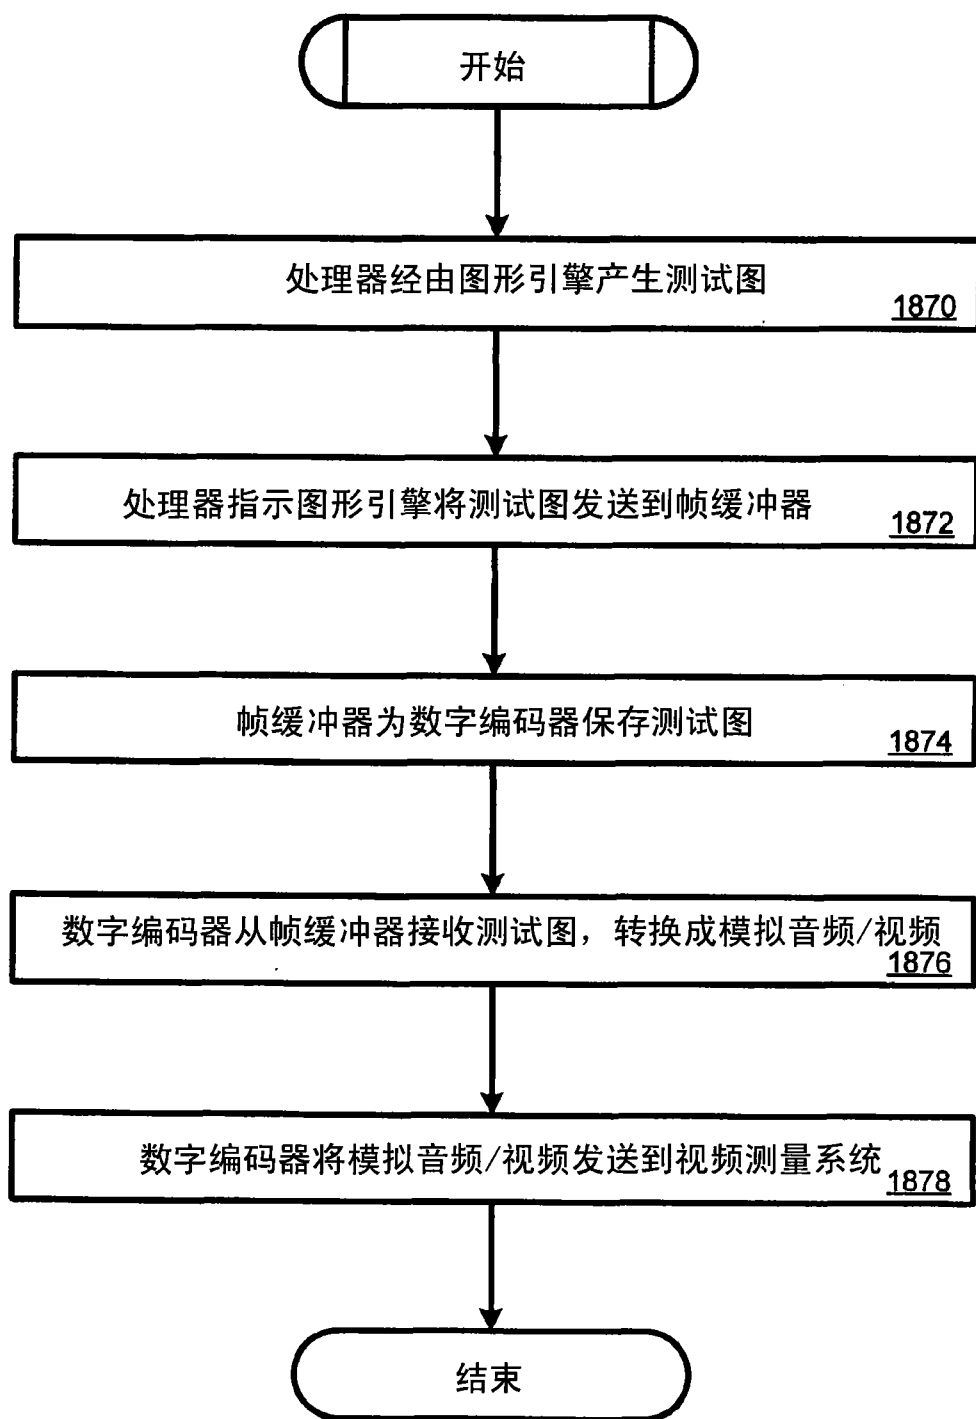 开始
处理器经由图形引擎产生测试图
1870
处理器指示图形引擎将测试图发送到帧缓冲器
1872
帧缓冲器为数字编码器保存测试图
1874
数字编码器从帧缓冲器接收测试图，转换成模拟音频/视频
1876
数字编码器将模拟音频/视频发送到视频测量系统
1878
结束